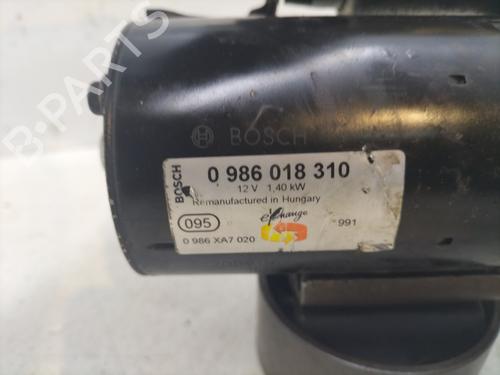 BOSCH
BOSCH
0 986 018 310
12 V 1,40 kW
Remanufactured in Hungary
eXchange
095
991
0 986 XA7 020
B-PARTS